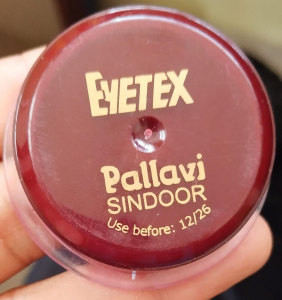 EYETEX
Pallavi
SINDOOR
Use before: 12/26